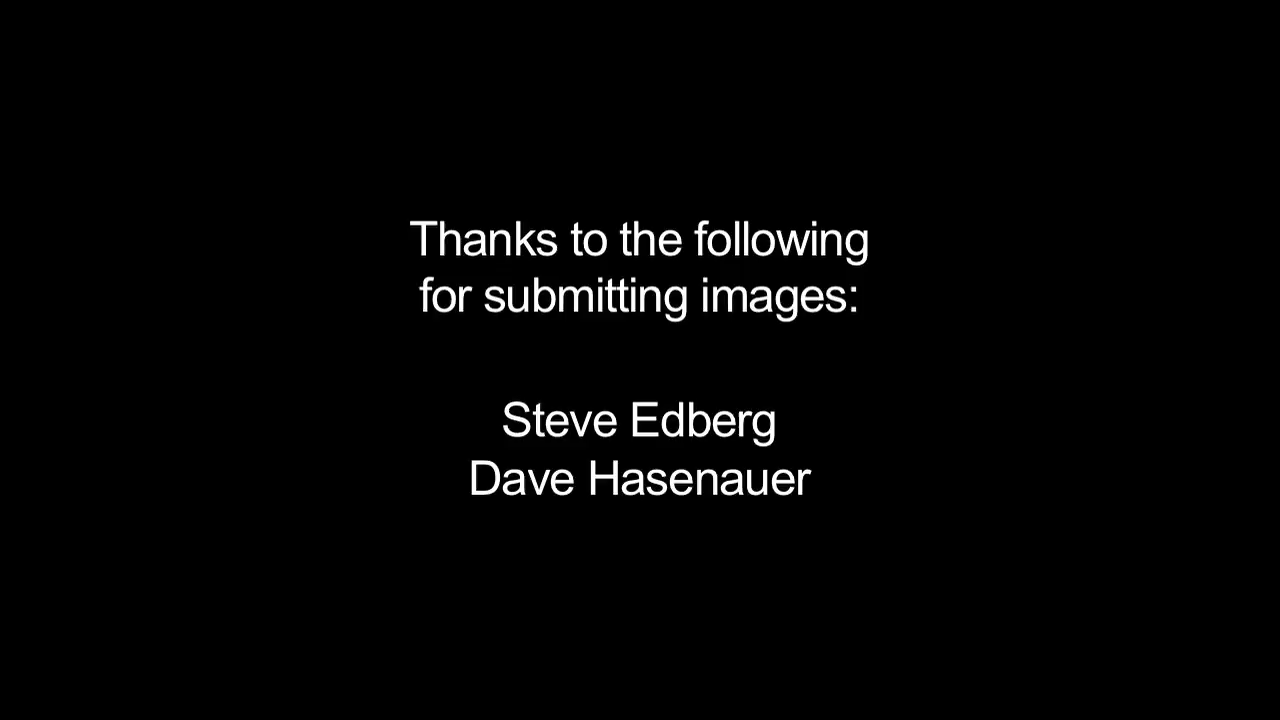 Thanks to the following
for submitting images:
Steve Edberg
Dave Hasenauer